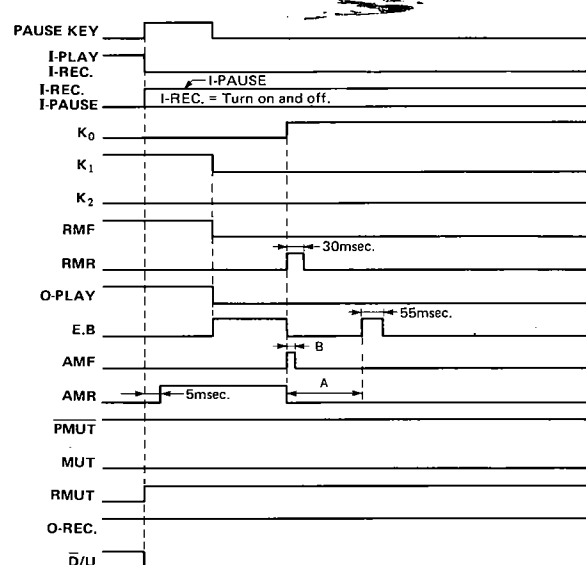 PAUSE KEY
I-PLAY
I-REC.
I-REC.
I-PAUSE
I-PAUSE
I-REC. = Turn on and off.
K0
K1
K2
RMF
RMR
30msec.
O-PLAY
E.B
55msec.
AMF
B
AMR
5msec.
A
PMUT
MUT
RMUT
O-REC.
D/U